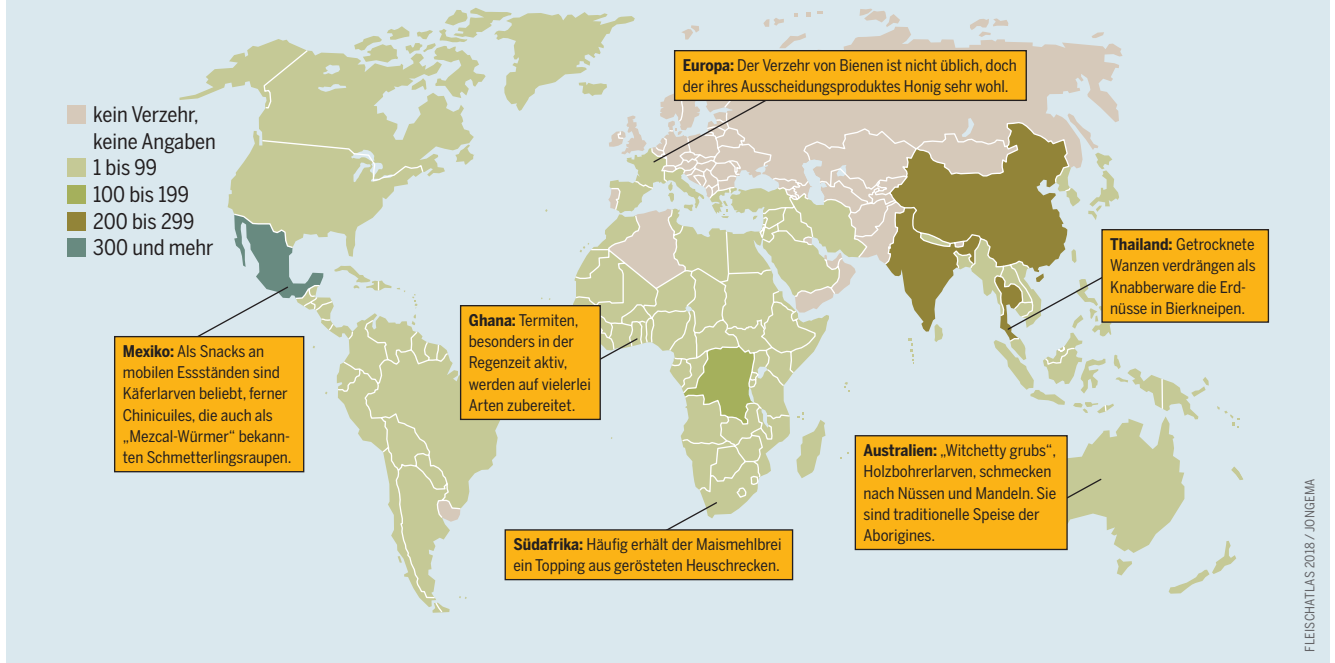 kein Verzehr,
keine Angaben
1 bis 99
100 bis 199
200 bis 299
300 und mehr
Europa: Der Verzehr von Bienen ist nicht üblich, doch
der ihres Ausscheidungsproduktes Honig sehr wohl.
Thailand: Getrocknete
Wanzen verdrängen als
Knabberware die Erd-
nüsse in Bierkneipen.
Mexiko: Als Snacks an
mobilen Essständen sind
Käferlarven beliebt, ferner
Chinicuiles, die auch als
„Mezcal-Würmer“ bekann-
ten Schmetterlingsraupen.
Ghana: Termiten,
besonders in der
Regenzeit aktiv,
werden auf vielerlei
Arten zubereitet.
Australien: „Witchetty grubs“,
Holzbohrerlarven, schmecken
nach Nüssen und Mandeln. Sie
sind traditionelle Speise der
Aborigines.
Südafrika: Häufig erhält der Maismehlbrei
ein Topping aus gerösteten Heuschrecken.
FLEISCHATLAS 2018 / JONGEMA